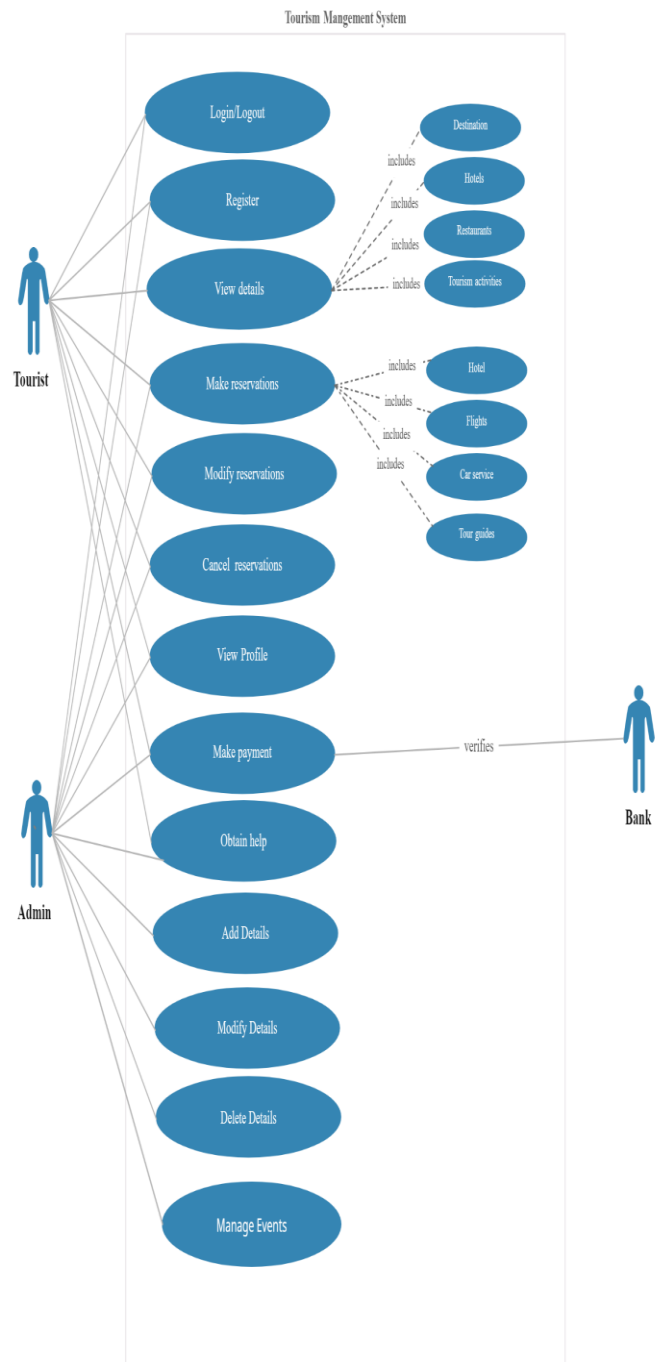 Tourism Mangement System
Login/Logout
Destination
includes
Hotels
Register
includes
Restaurants
includes
View details
includes
Tourism activities
Tourist
Make reservations
includes
Hotel
includes
Flights
includes
Modify reservations
includes
Car service
Tour guides
Cancel reservations
View Profile
Make payment
verifies
Bank
Obtain help
Admin
Add Details
Modify Details
Delete Details
Manage Events